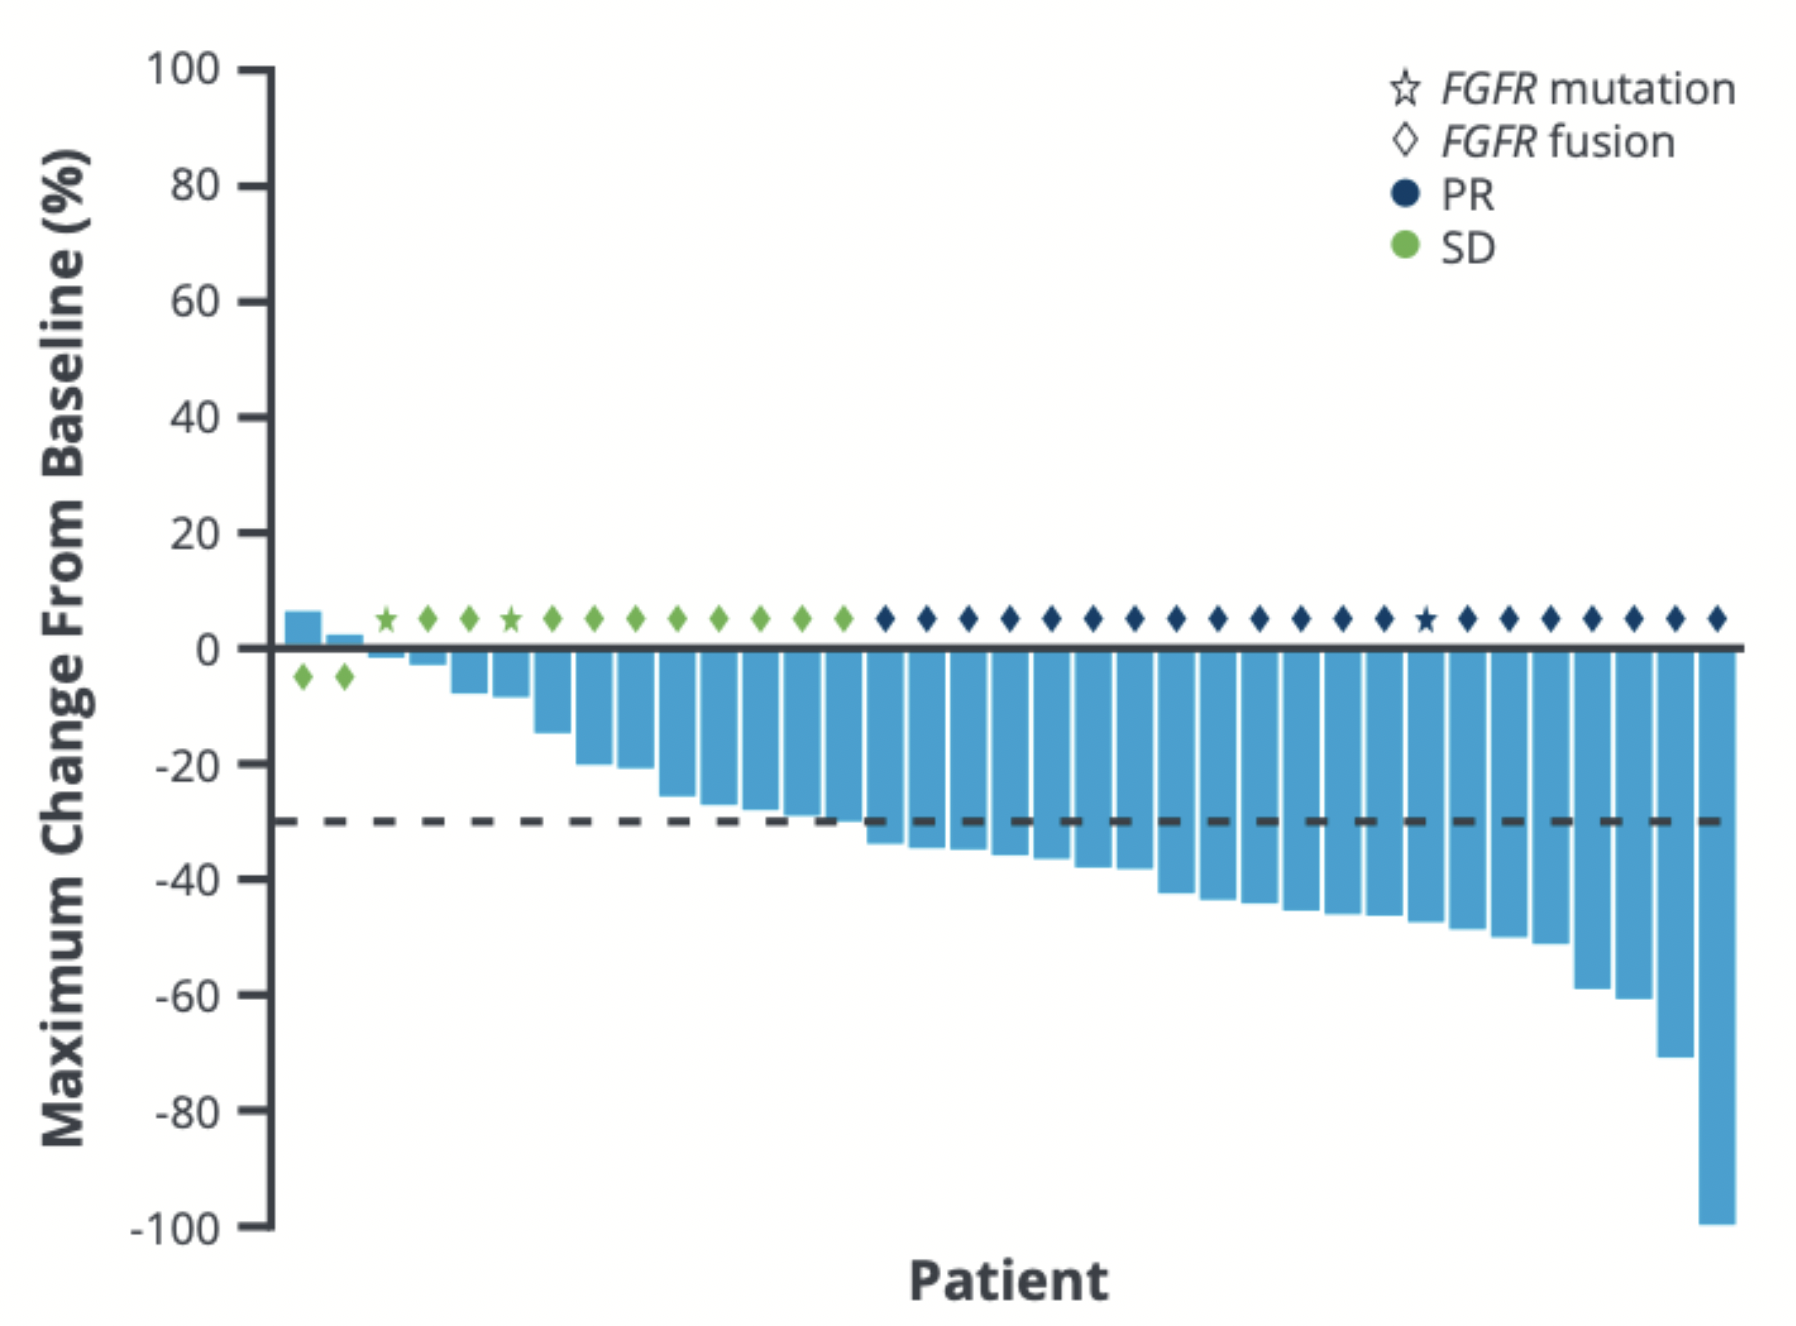 Maximum Change From Baseline (%)
100
80
60
40
20
0
-20
-40
-60
-80
-100
FGFR mutation
FGFR fusion
PR
SD
Patient